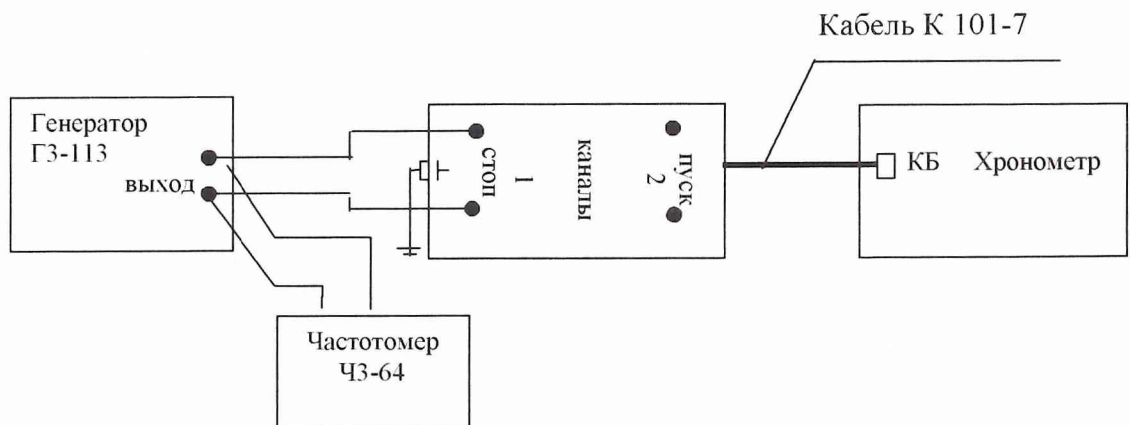 Кабель К 101-7
Генератор
Г3-113
выход
стоп
1
каналы
пуск
2
КБ
Хронометр
Частотомер
Ч3-64